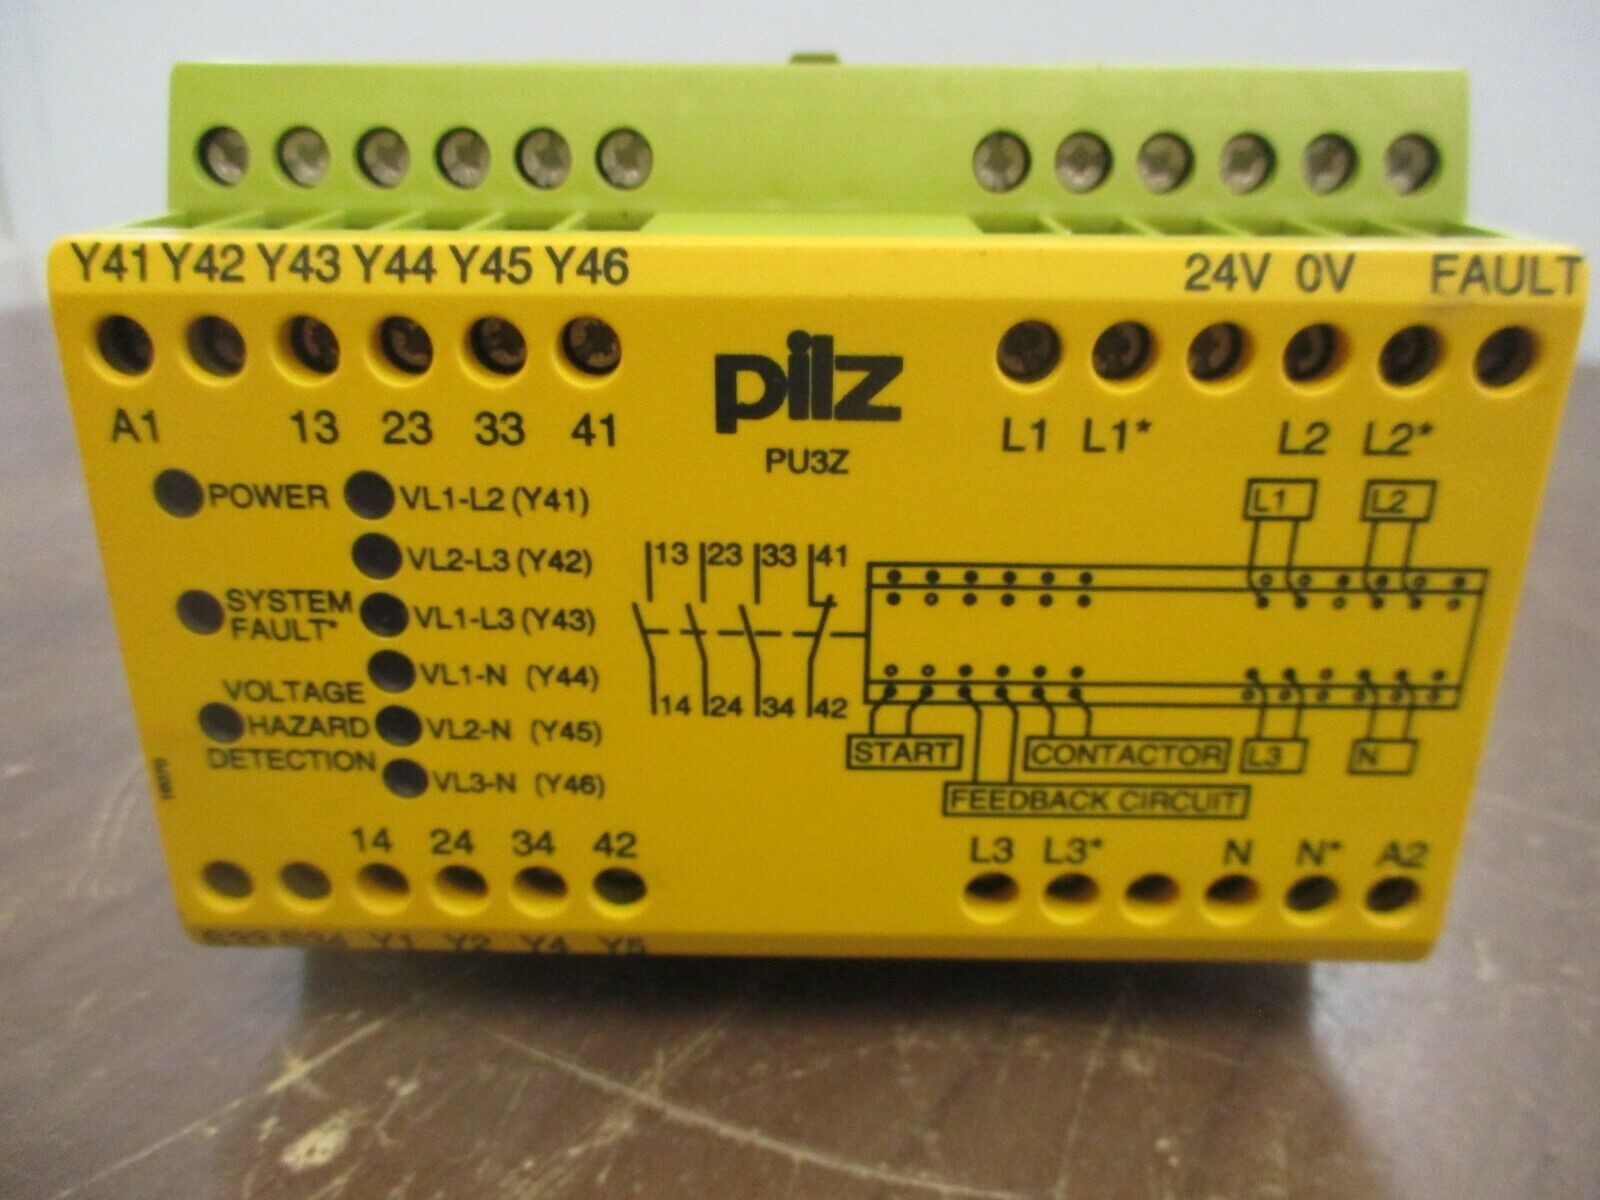 Y41 Y42 Y43 Y44 Y45 Y46 24V 0V FAULT
A1 13 23 33 41
pilz
PU3Z
L1 L1* L2 L2*
POWER
VL1-L2 (Y41)
VL2-L3 (Y42)
SYSTEM
FAULT*
VL1-L3 (Y43)
VL1-N (Y44)
VOLTAGE
HAZARD
DETECTION
VL2-N (Y45)
VL3-N (Y46)
13 23 33 41
14 24 34 42
L1 L2
START
CONTACTOR
L3
N
FEEDBACK CIRCUIT
14 24 34 42
L3 L3* N N* A2
S33 S34 Y1 Y2 Y4 Y5